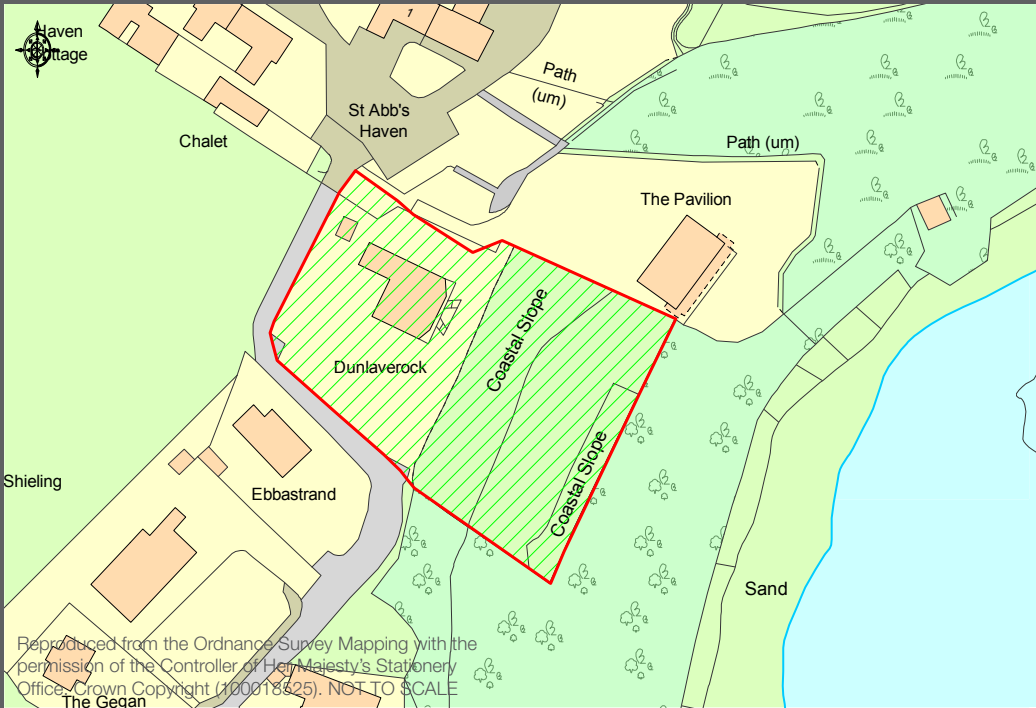 Haven
Cottage
1
Path
(um)
St Abb's
Haven
Chalet
Path (um)
The Pavilion
Coastal Slope
Dunlaverock
Coastal Slope
Shieling
Ebbastrand
Sand
Reproduced from the Ordnance Survey Mapping with the
permission of the Controller of Her Majesty's Stationery
Office. Crown Copyright (100018525). NOT TO SCALE
The Gegan